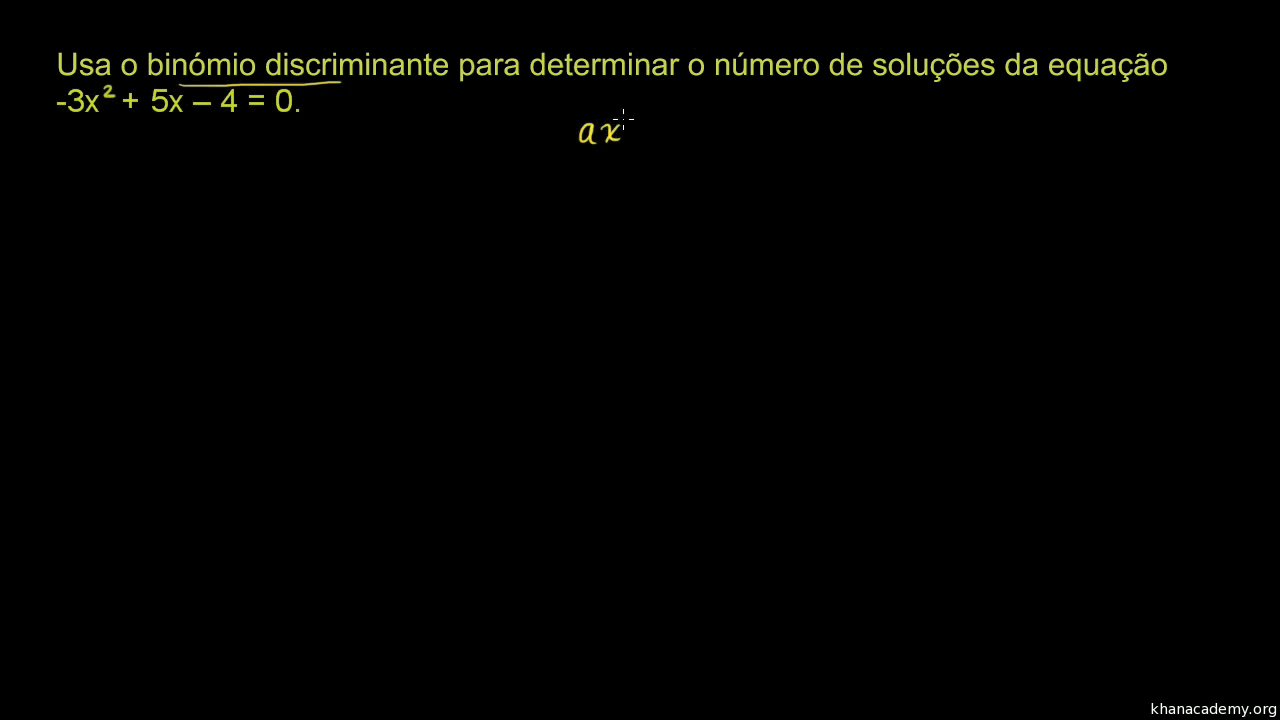 Usa o binómio discriminante para determinar o número de soluções da equação
-3x² + 5x – 4 = 0.
ax
khanacademy.org